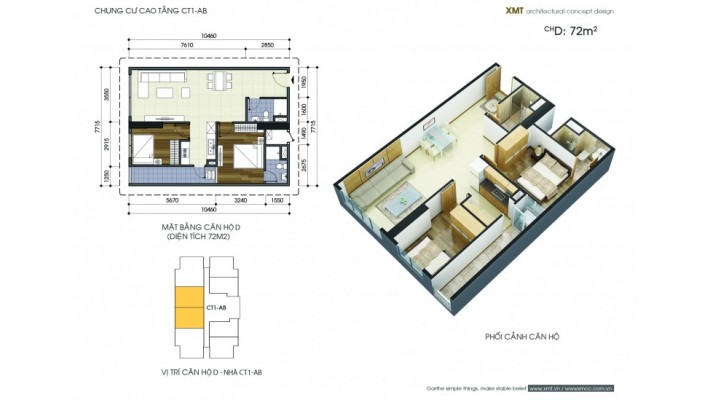 CHUNG CƯ CAO TẦNG CT1-AB
XMT architectural concept design
CHD: 72m²
10460
7610 2850
3550
7715
2915
1250
1950
1600
1490
7715
2675
5670 3240 1550
10460
MẶT BẰNG CĂN HỘ D
(DIỆN TÍCH 72M2)
CT1-AB
VỊ TRÍ CĂN HỘ D - NHÀ CT1-AB
PHỐI CẢNH CĂN HỘ
Garthe simple things, make stable belied www.xmt.vn / www.xmcc.com.vn